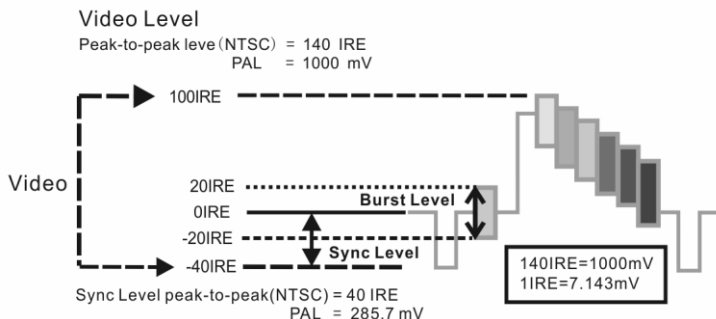 Video Level
Peak-to-peak leve(NTSC) = 140 IRE
PAL = 1000 mV
100IRE
Video
20IRE
Burst Level
0IRE
-20IRE
Sync Level
-40IRE
140IRE=1000mV
1IRE=7.143mV
Sync Level peak-to-peak(NTSC) = 40 IRE
PAL = 285.7 mV